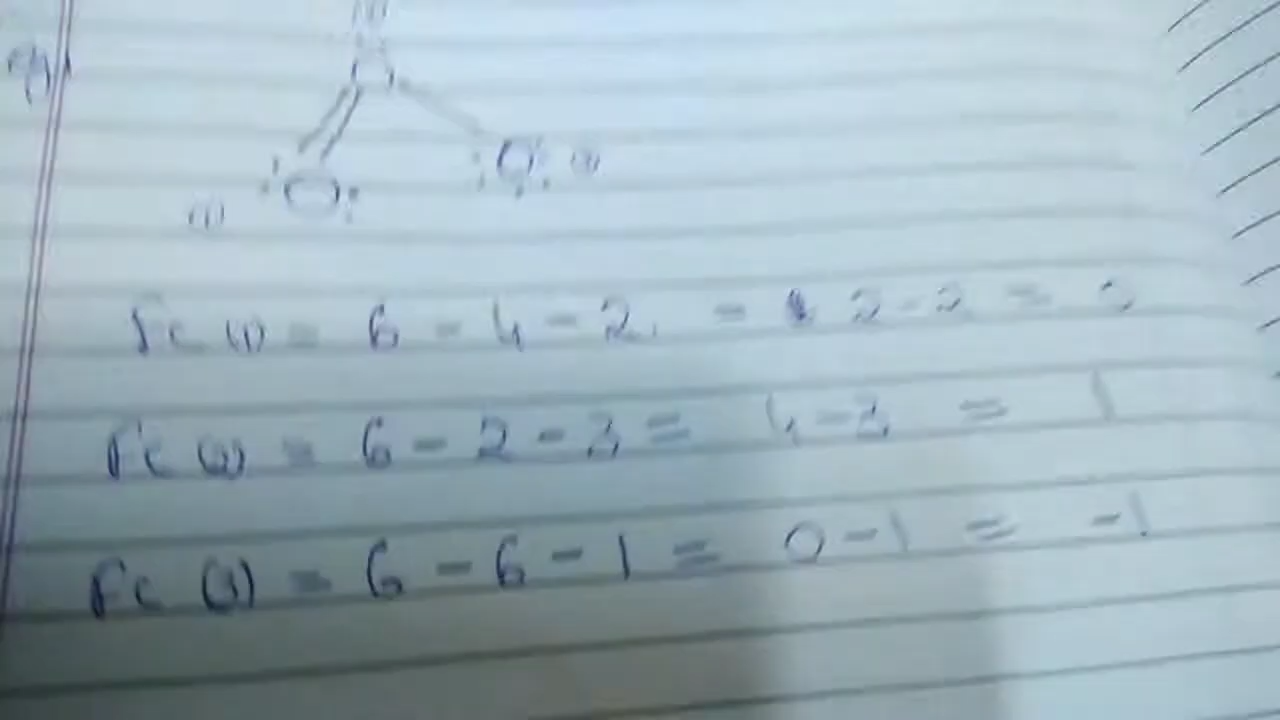 O
:O: :O: (3)
(1)
FC (1) = 6 - 4 - 2 = 2 - 2 = 0
FC (2) = 6 - 2 - 3 = 4 - 3 = 1
FC (3) = 6 - 6 - 1 = 0 - 1 = -1